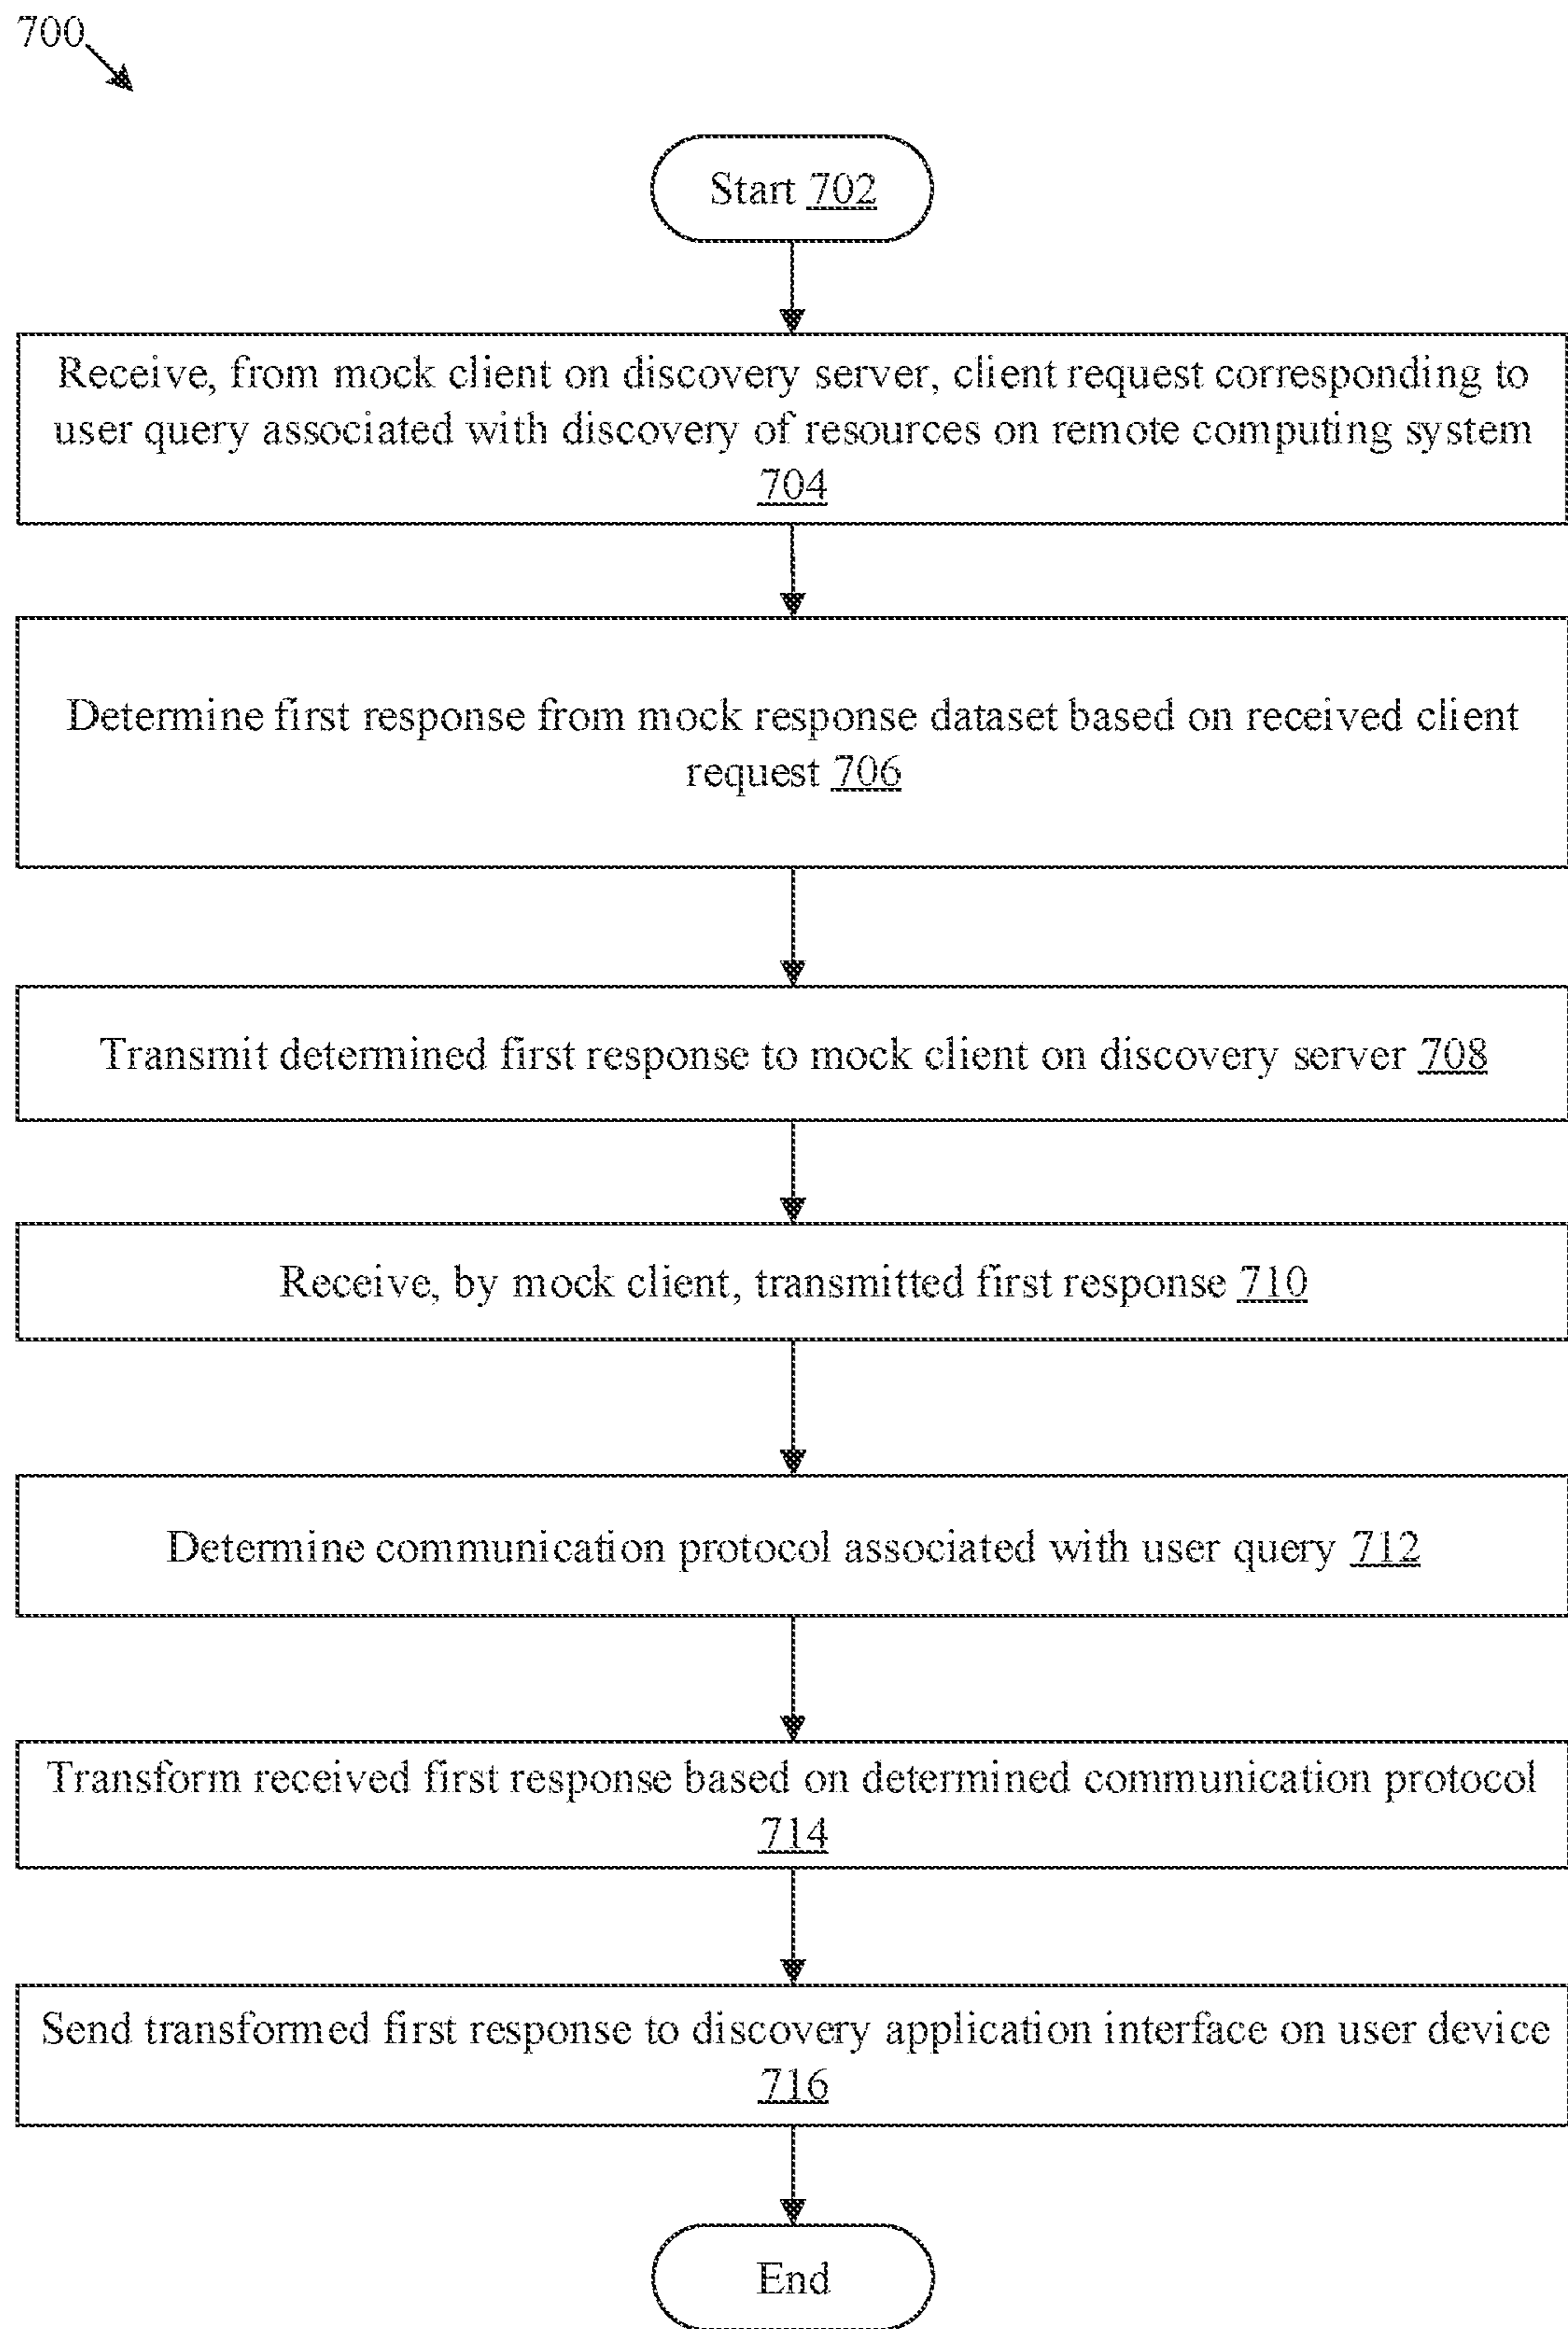 700
Start 702
Receive, from mock client on discovery server, client request corresponding to
user query associated with discovery of resources on remote computing system
704
Determine first response from mock response dataset based on received client
request 706
Transmit determined first response to mock client on discovery server 708
Receive, by mock client, transmitted first response 710
Determine communication protocol associated with user query 712
Transform received first response based on determined communication protocol
714
Send transformed first response to discovery application interface on user device
716
End